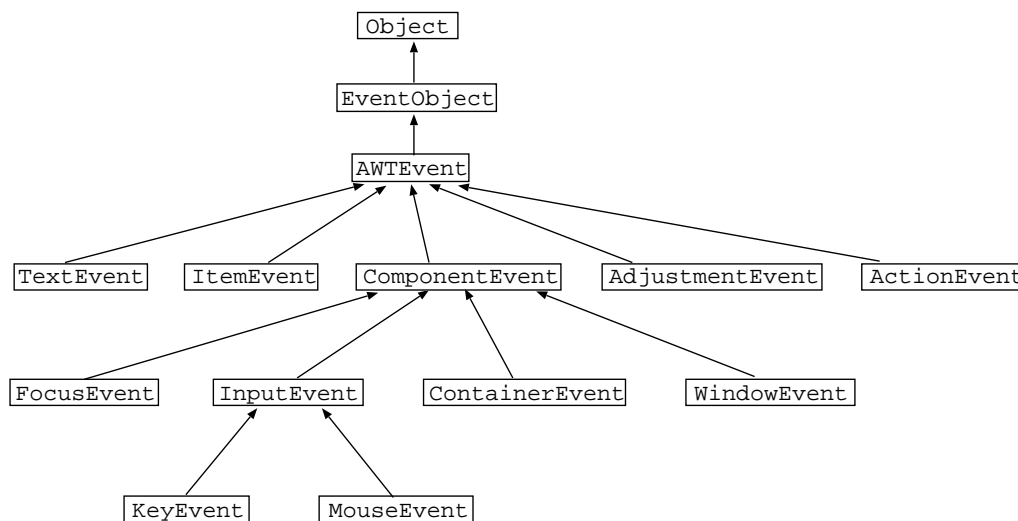 Object
EventObject
AWTEvent
TextEvent
ItemEvent
ComponentEvent
AdjustmentEvent
ActionEvent
FocusEvent
InputEvent
ContainerEvent
WindowEvent
KeyEvent
MouseEvent